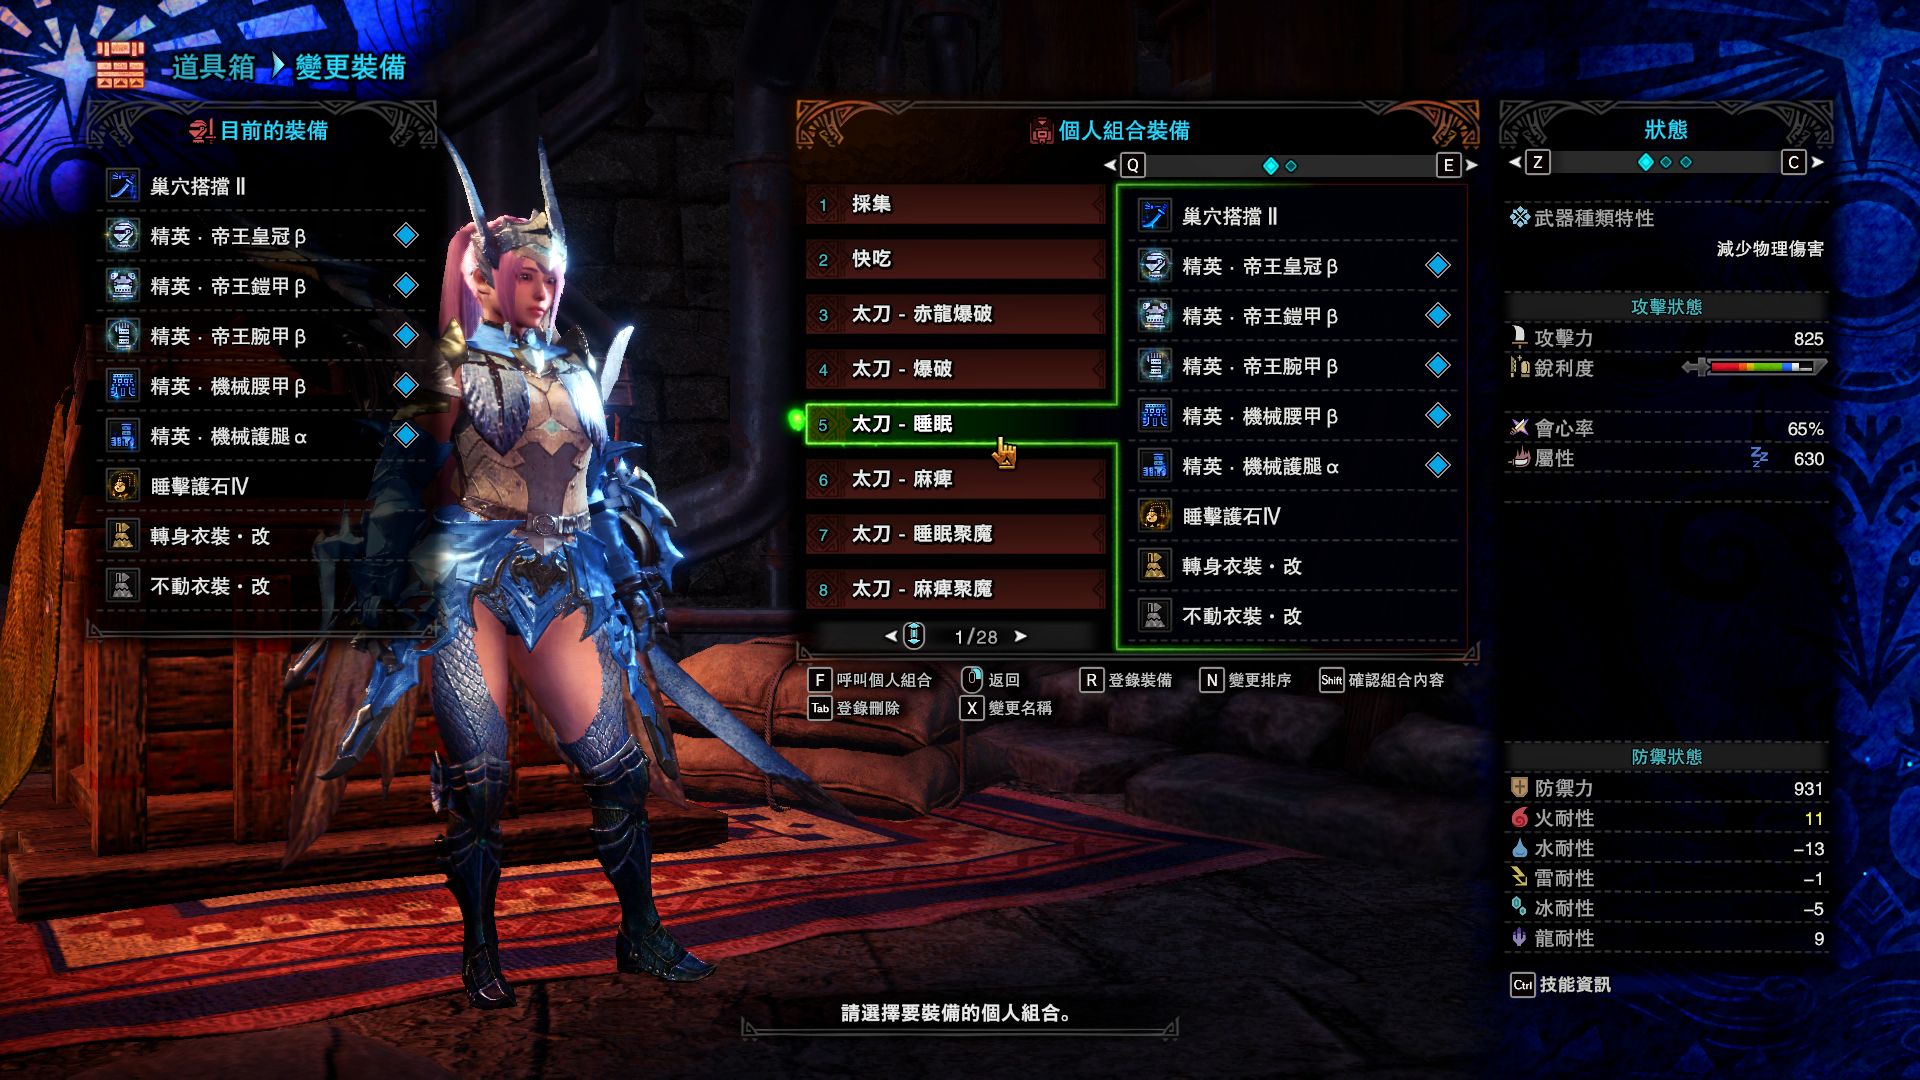 道具箱 變更裝備
目前的裝備
巢穴搭擋Ⅱ
精英．帝王皇冠β
精英．帝王鎧甲β
精英．帝王腕甲β
精英．機械腰甲β
精英．機械護腿α
睡擊護石Ⅳ
轉身衣裝・改
不動衣裝・改
個人組合裝備
Q E
1 採集
2 快吃
3 太刀 - 赤龍爆破
4 太刀 - 爆破
5 太刀 - 睡眠
6 太刀 - 麻痺
7 太刀 - 睡眠聚魔
8 太刀 - 麻痺聚魔
1/28
巢穴搭擋Ⅱ
精英．帝王皇冠β
精英．帝王鎧甲β
精英．帝王腕甲β
精英．機械腰甲β
精英．機械護腿α
睡擊護石Ⅳ
轉身衣裝・改
不動衣裝・改
F 呼叫個人組合 返回 R 登錄裝備 N 變更排序 Shift 確認組合內容
Tab 登錄刪除 X 變更名稱
狀態
Z C
武器種類特性
減少物理傷害
攻擊狀態
攻擊力 825
銳利度
會心率 65%
屬性 630
防禦狀態
防禦力 931
火耐性 11
水耐性 −13
雷耐性 −1
冰耐性 −5
龍耐性 9
Ctrl 技能資訊
請選擇要裝備的個人組合。